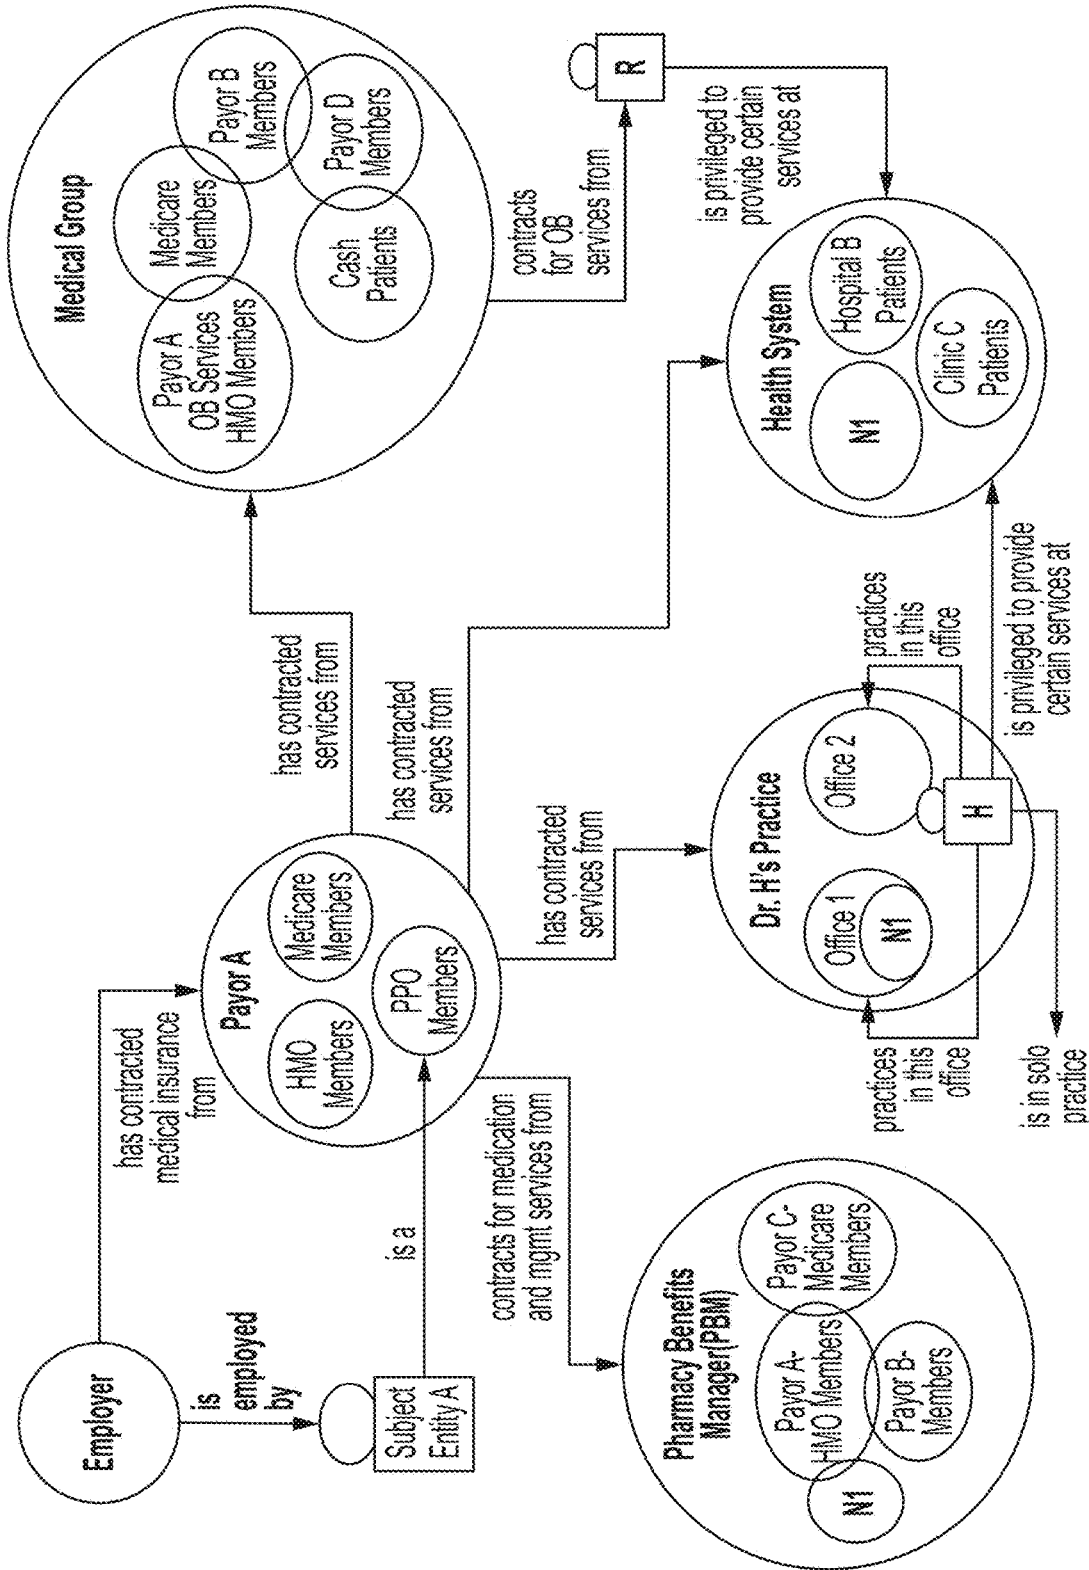 Employer
is
employed
by
Subject
Entity A
has contracted
medical insurance
from
is a
Payor A
HMO
Members
Medicare
Members
PPO
Members
contracts for medication
and mgmt services from
Pharmacy Benefits
Manager(PBM)
N1
Payor A-
HMO Members
Payor B-
Members
Payor C-
Medicare
Members
has contracted
services from
has contracted
services from
has contracted
services from
Dr. H's Practice
Office 1
N1
Office 2
H
practices
in this
office
practices
in this
office
is in solo
practice
is privileged to provide
certain services at
Medical Group
Payor A
OB Services
HMO Members
Medicare
Members
Payor B
Members
Cash
Patients
Payor D
Members
contracts
for OB
services from
R
is privileged to
provide certain
services at
Health System
N1
Hospital B
Patients
Clinic C
Patients